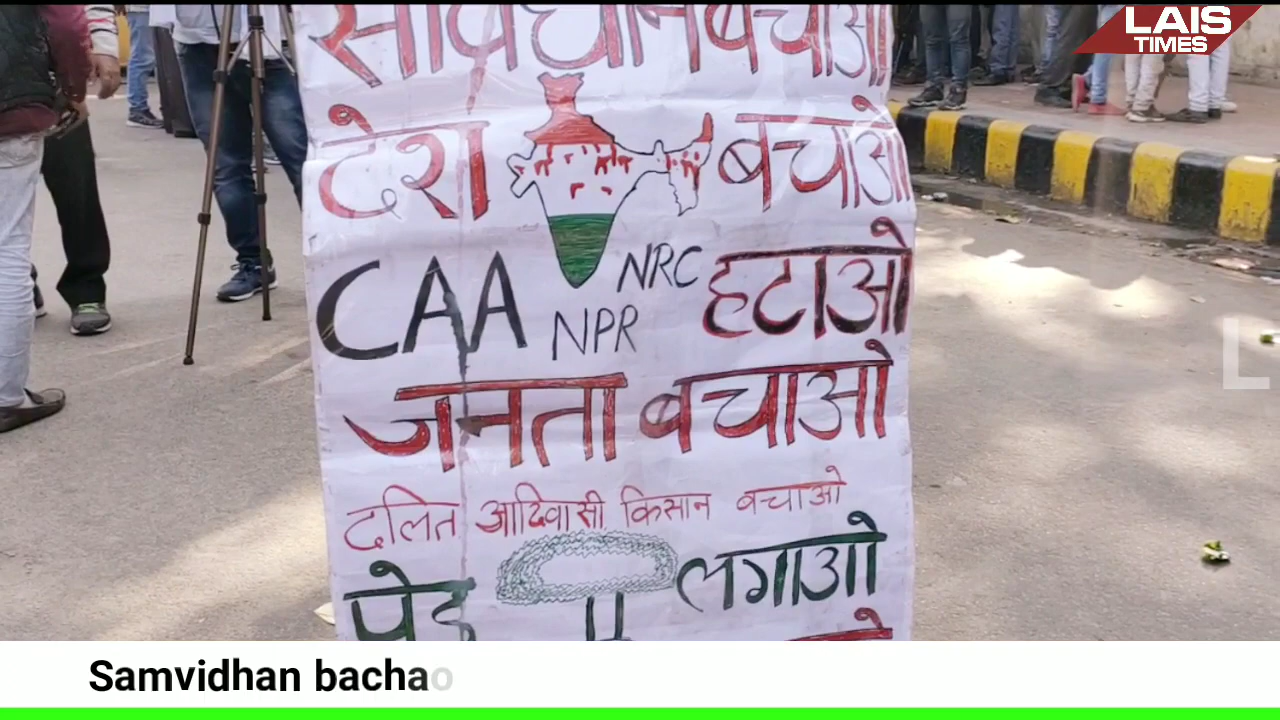 LAIS
TIMES
संविधान बचाओ
देश बचाओ
CAA NRC हटाओ
NPR
जनता बचाओ
दलित आदिवासी किसान बचाओ
पेड़ लगाओ
L
Samvidhan bachao